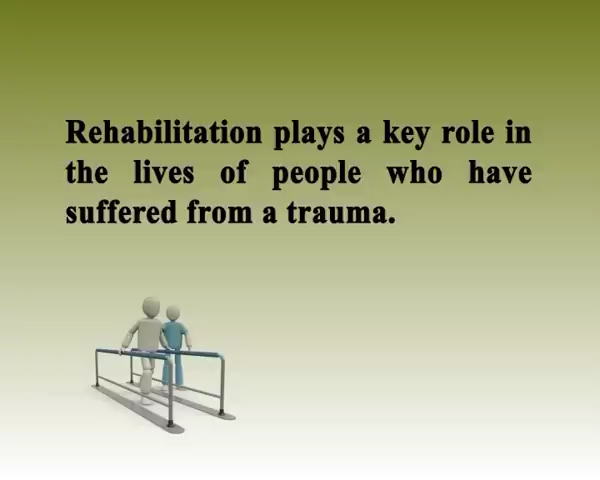 Rehabilitation plays a key role in
the lives of people who have
suffered from a trauma.